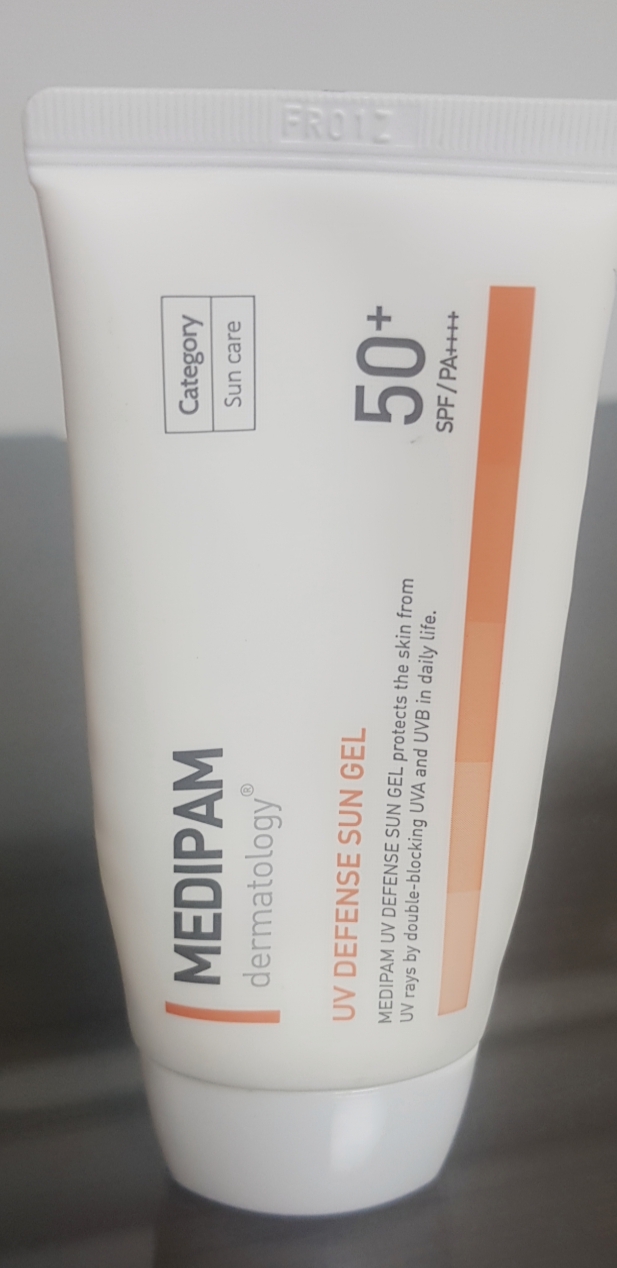 FR01Z
MEDIPAM
dermatology®
Category
Sun care
UV DEFENSE SUN GEL
MEDIPAM UV DEFENSE SUN GEL protects the skin from
UV rays by double-blocking UVA and UVB in daily life.
50+
SPF/PA++++